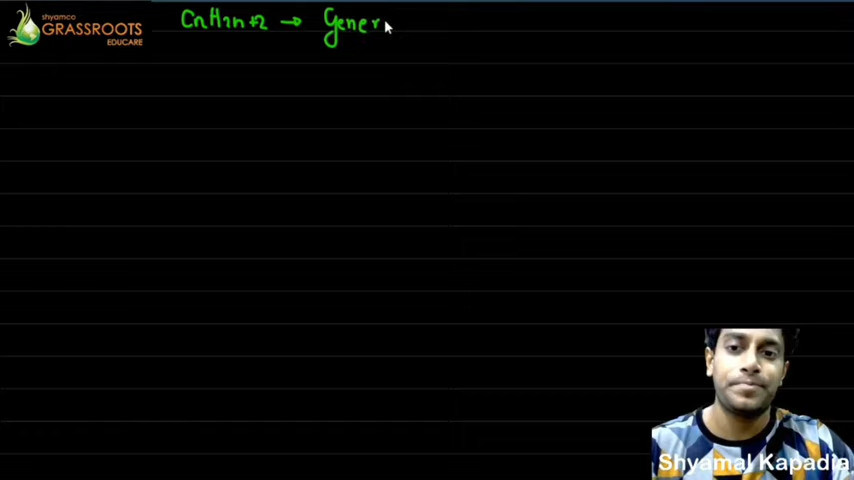 CnH2n+2 → Gener
shyamco
GRASSROOTS
EDUCARE
Shyamal Kapadia